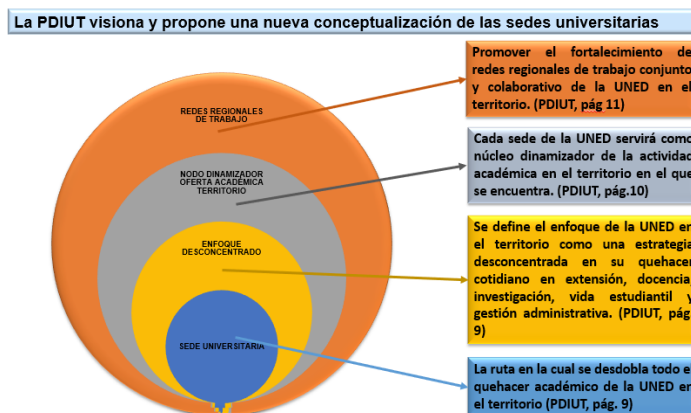 La PDIUT visiona y propone una nueva conceptualización de las sedes universitarias
REDES REGIONALES
DE TRABAJO
NODO DINAMIZADOR
OFERTA ACADÉMICA
TERRITORIO
ENFOQUE
DESCONCENTRADO
SEDE UNIVERSITARIA
Promover el fortalecimiento de
redes regionales de trabajo conjunto
y colaborativo de la UNED en el
territorio. (PDIUT, pág 11)
Cada sede de la UNED servirá como
núcleo dinamizador de la actividad
académica en el territorio en el que
se encuentra. (PDIUT, pág.10)
Se define el enfoque de la UNED en
el territorio como una estrategia
desconcentrada en su quehacer
cotidiano en extensión, docencia,
investigación, vida estudiantil y
gestión administrativa. (PDIUT, pág
9)
La ruta en la cual se desdobla todo el
quehacer académico de la UNED en
el territorio (PDIUT, pág. 9)